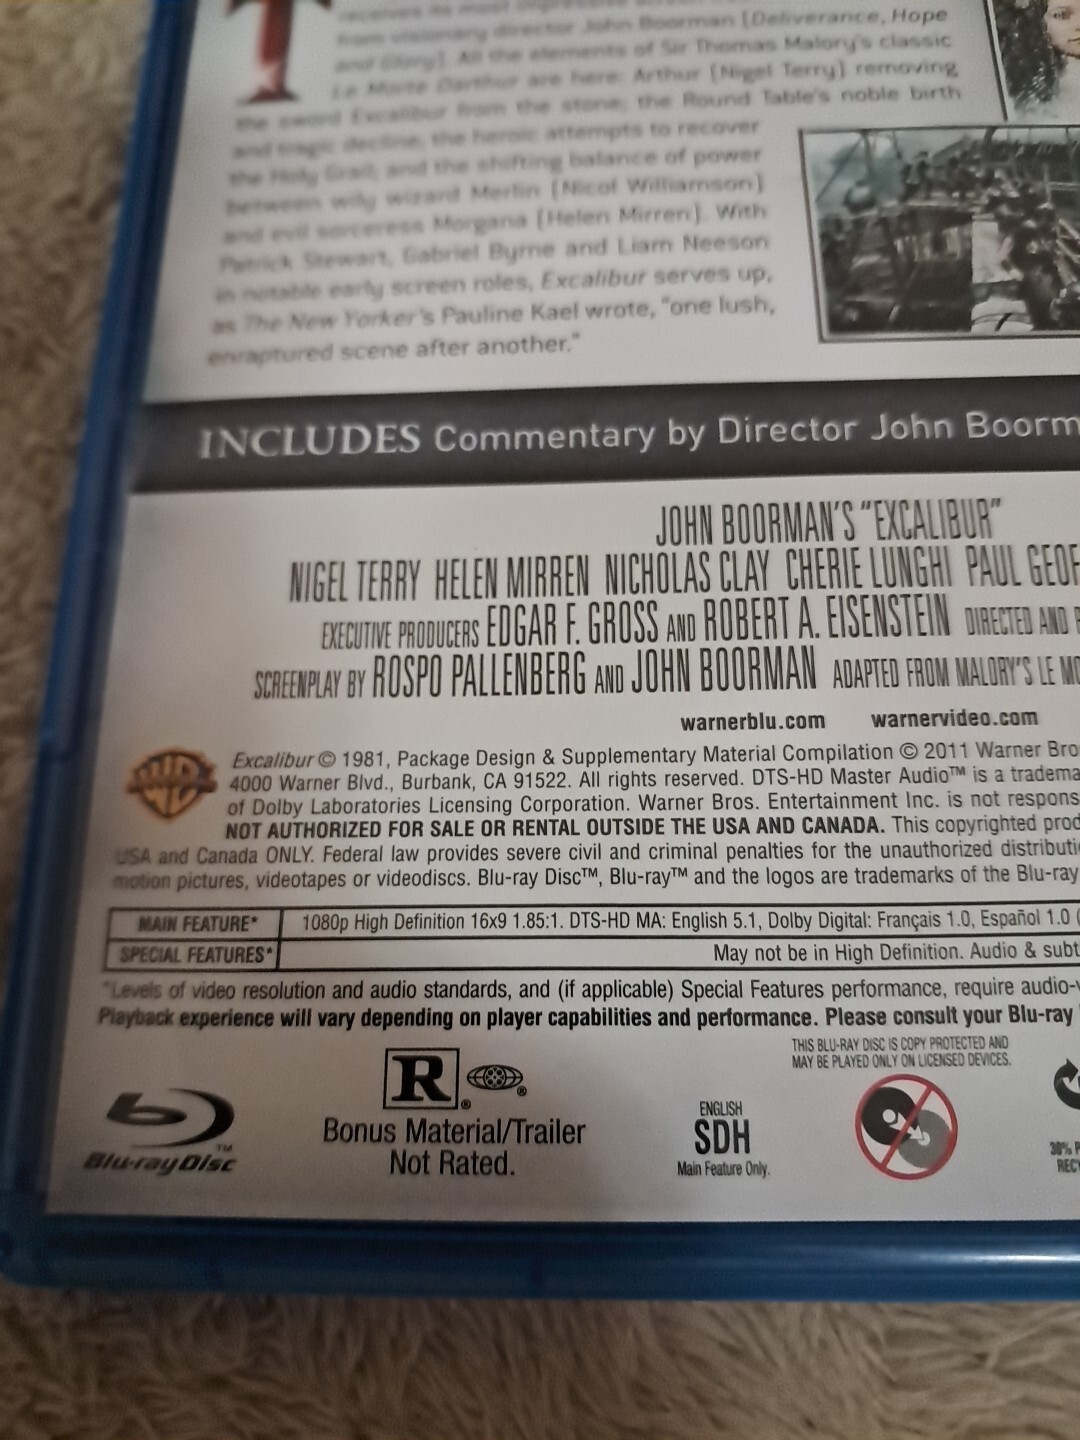 T receives its most impressive screen
from visionary director John Boorman [Deliverance, Hope
and Glory]. All the elements of Sir Thomas Malory's classic
Le Morte Darthur are here: Arthur [Nigel Terry] removing
the sword Excalibur from the stone; the Round Table's noble birth
and tragic decline; the heroic attempts to recover
the Holy Grail; and the shifting balance of power
between wily wizard Merlin [Nicol Williamson]
and evil sorceress Morgana [Helen Mirren]. With
Patrick Stewart, Gabriel Byrne and Liam Neeson
in notable early screen roles, Excalibur serves up,
as The New Yorker's Pauline Kael wrote, "one lush,
enraptured scene after another."
INCLUDES Commentary by Director John Boorm
JOHN BOORMAN'S "EXCALIBUR"
NIGEL TERRY HELEN MIRREN NICHOLAS CLAY CHERIE LUNGHI PAUL GEOF
EXECUTIVE PRODUCERS EDGAR F. GROSS AND ROBERT A. EISENSTEIN DIRECTED AND P
SCREENPLAY BY ROSPO PALLENBERG AND JOHN BOORMAN ADAPTED FROM MALORY'S LE MO
warnerblu.com warnervideo.com
WB Excalibur © 1981, Package Design & Supplementary Material Compilation © 2011 Warner Bro
4000 Warner Blvd., Burbank, CA 91522. All rights reserved. DTS-HD Master Audio™ is a tradema
of Dolby Laboratories Licensing Corporation. Warner Bros. Entertainment Inc. is not respons
NOT AUTHORIZED FOR SALE OR RENTAL OUTSIDE THE USA AND CANADA. This copyrighted prod
USA and Canada ONLY. Federal law provides severe civil and criminal penalties for the unauthorized distributi
motion pictures, videotapes or videodiscs. Blu-ray Disc™, Blu-ray™ and the logos are trademarks of the Blu-ray
MAIN FEATURE* 1080p High Definition 16x9 1.85:1. DTS-HD MA: English 5.1, Dolby Digital: Français 1.0, Español 1.0 (
SPECIAL FEATURES* May not be in High Definition. Audio & subt
*Levels of video resolution and audio standards, and (if applicable) Special Features performance, require audio-v
Playback experience will vary depending on player capabilities and performance. Please consult your Blu-ray
THIS BLU-RAY DISC IS COPY PROTECTED AND
MAY BE PLAYED ONLY ON LICENSED DEVICES.
R®
Bonus Material/Trailer
Not Rated.
Blu-ray Disc™
ENGLISH
SDH
Main Feature Only.
30% P
RECY